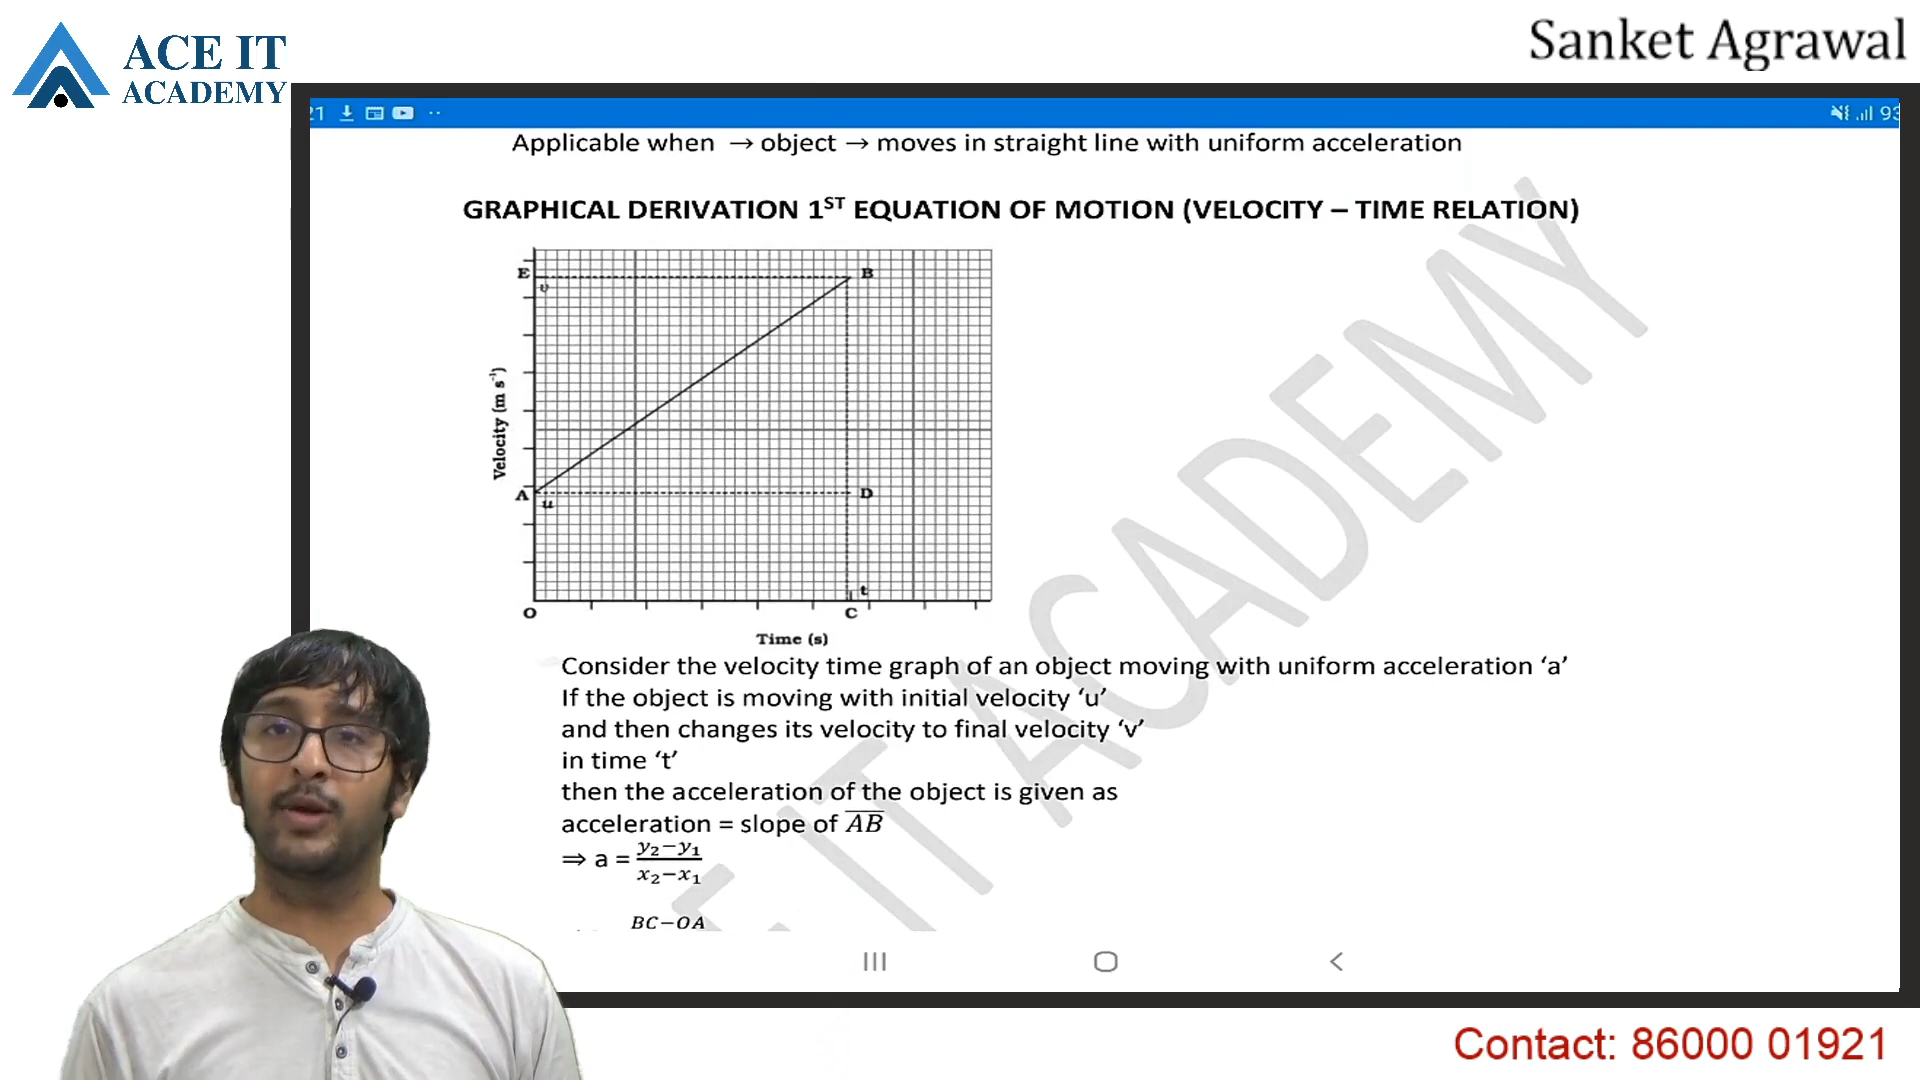 ACE IT
ACADEMY
Sanket Agrawal
21
93
Applicable when → object → moves in straight line with uniform acceleration
GRAPHICAL DERIVATION 1ST EQUATION OF MOTION (VELOCITY – TIME RELATION)
E
B
v
Velocity (m s⁻¹)
A
D
u
t
O
C
Time (s)
Consider the velocity time graph of an object moving with uniform acceleration ‘a’
If the object is moving with initial velocity ‘u’
and then changes its velocity to final velocity ‘v’
in time ‘t’
then the acceleration of the object is given as
acceleration = slope of AB
⇒ a = y₂−y₁
x₂−x₁
BC−OA
E IT ACADEMY
Contact: 86000 01921